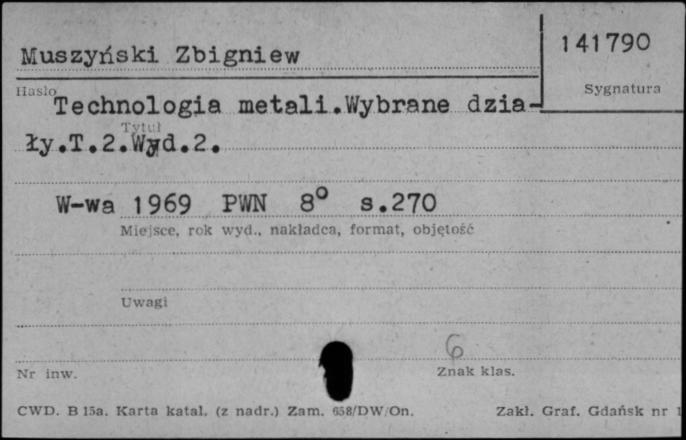 Muszyński Zbigniew
141790
Hasło
Sygnatura
Technologia metali.Wybrane dzia-
Tytuł
ły.T.2.Wyd.2.
W-wa 1969 PWN 8° s.270
Miejsce, rok wyd., nakładca, format, objętość
Uwagi
6
Nr inw.
Znak klas.
CWD. B 15a. Karta katal. (z nadr.) Zam. 658/DW/On. Zakł. Graf. Gdańsk nr 1